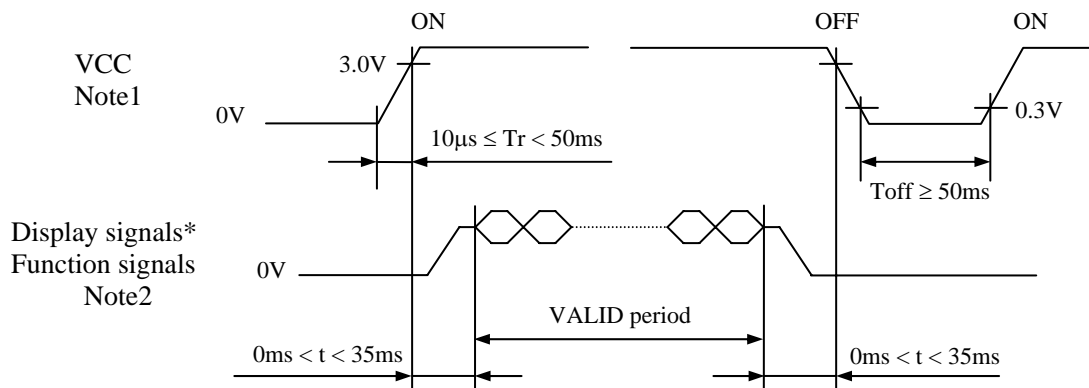 ON
OFF
ON
VCC
Note1
3.0V
0V
0.3V
10μs ≤ Tr < 50ms
Toff ≥ 50ms
Display signals*
Function signals
Note2
0V
VALID period
0ms < t < 35ms
0ms < t < 35ms